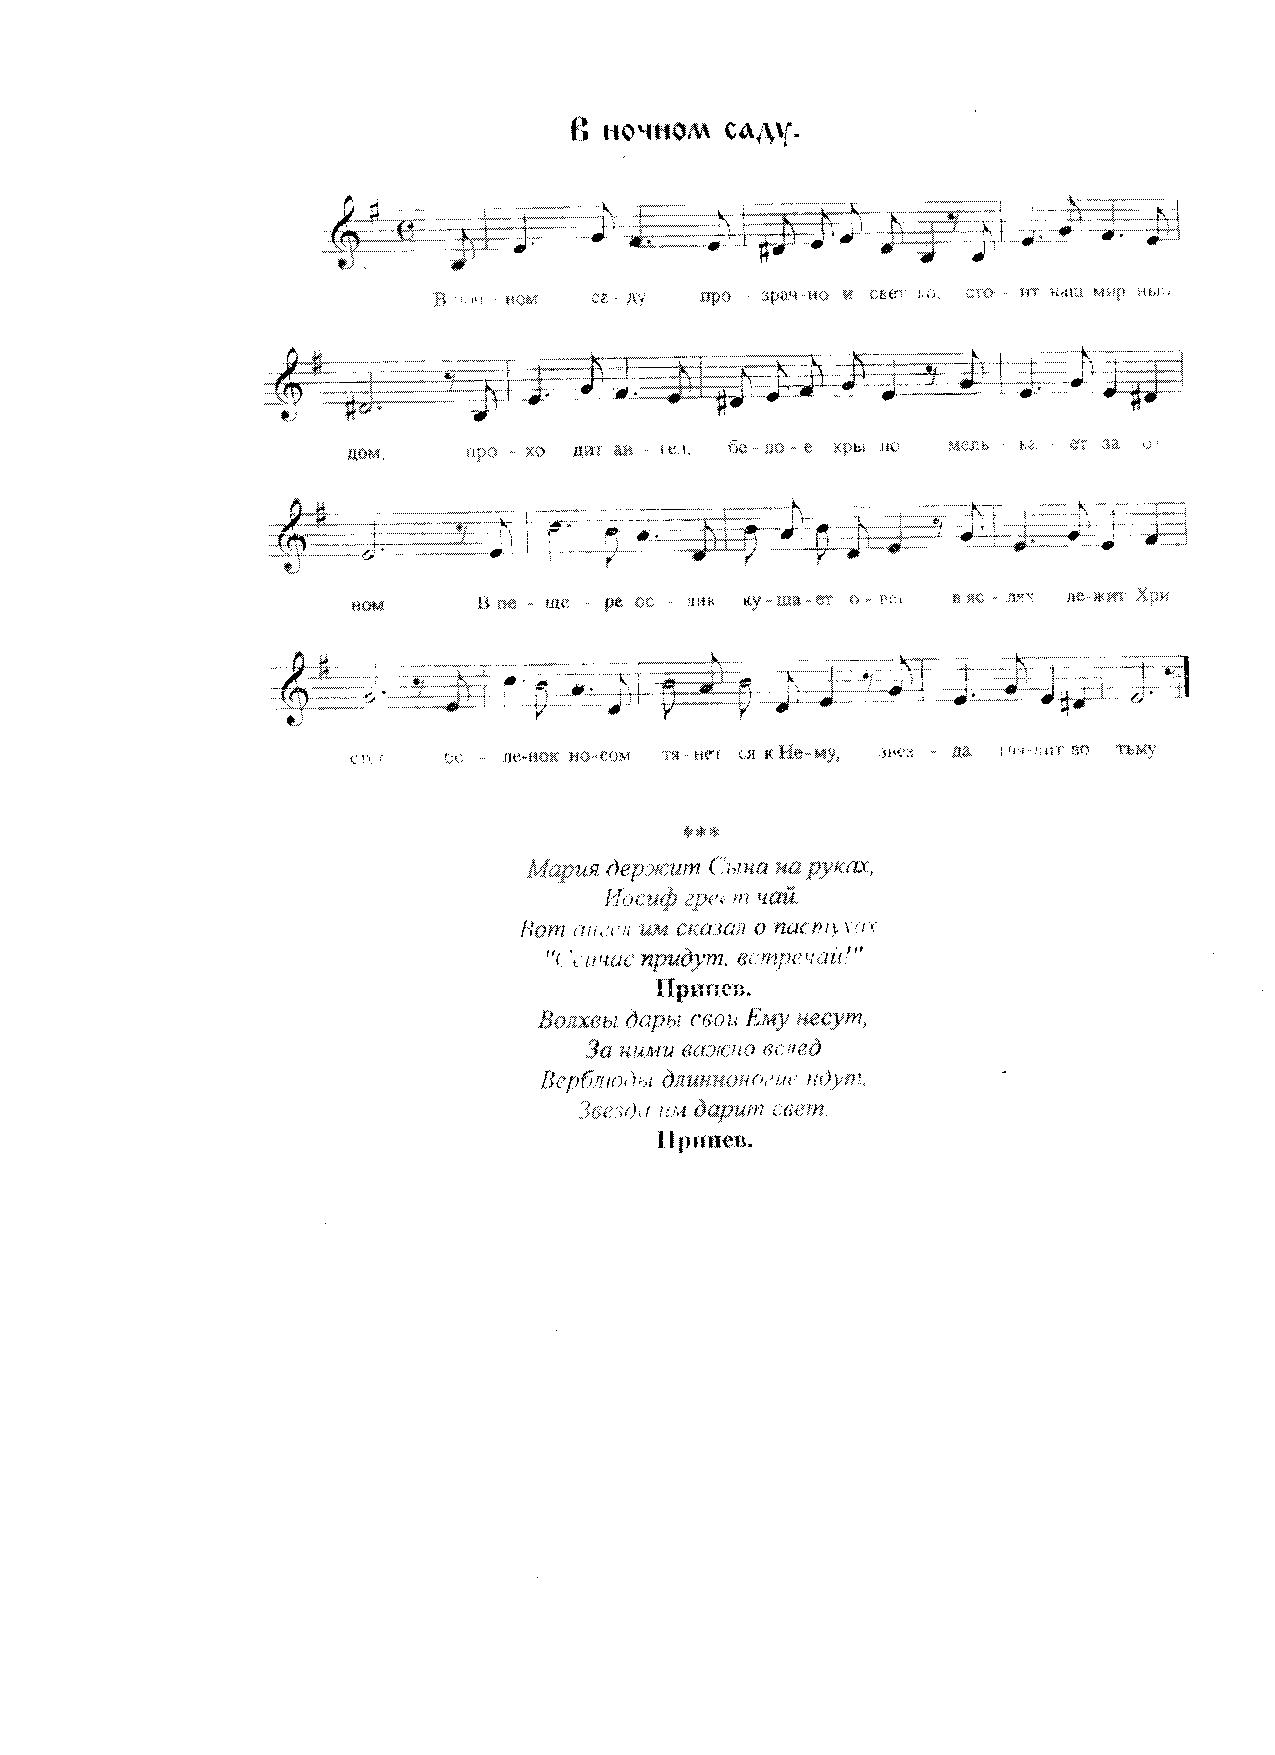 В ночном саду.
В ноч - ном са - ду про - зрач-но и свет-ло, сто - ит наш мир ный
дом, про - хо дит ан - гел, бе - ло - е кры ло мель - ка - ет за о
ном В пе - ще - ре ос - лик ку - ша - ет о - вес в яс - лях ле-жит Хри
ос - ле-нок но-сом тя - нет ся к Не-му, звез - да во тьму
***
Мария держит Сына на руках,
Иосиф греет чай.
Вот ангел им сказал о пастухах
"Сейчас придут, встречай!"
Припев.
Волхвы дары свои Ему несут,
За ними важно вслед
Верблюды длинноногие идут,
Звезда им дарит свет.
Припев.